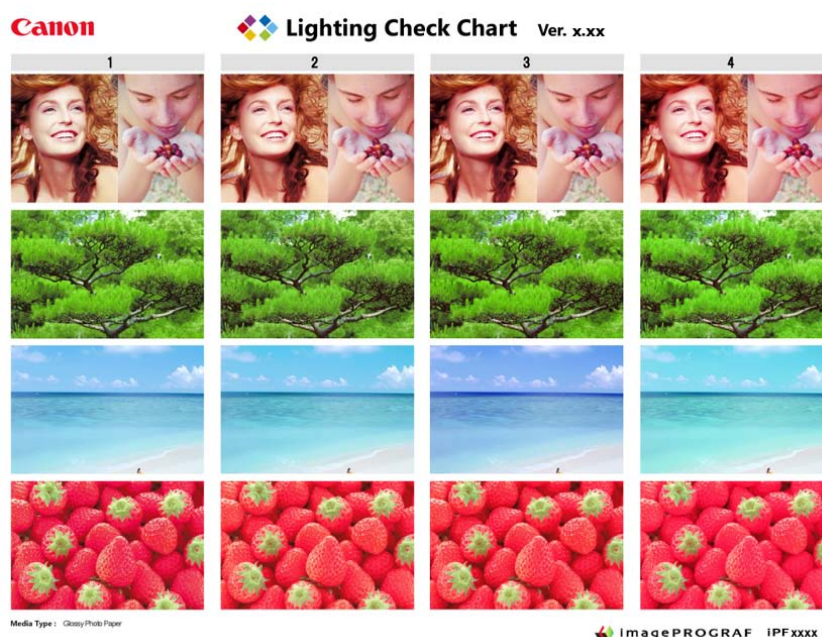 Canon
Lighting Check Chart Ver. x.xx
1 2 3 4
Media Type : Glossy Photo Paper
imagePROGRAF iPFxxxx